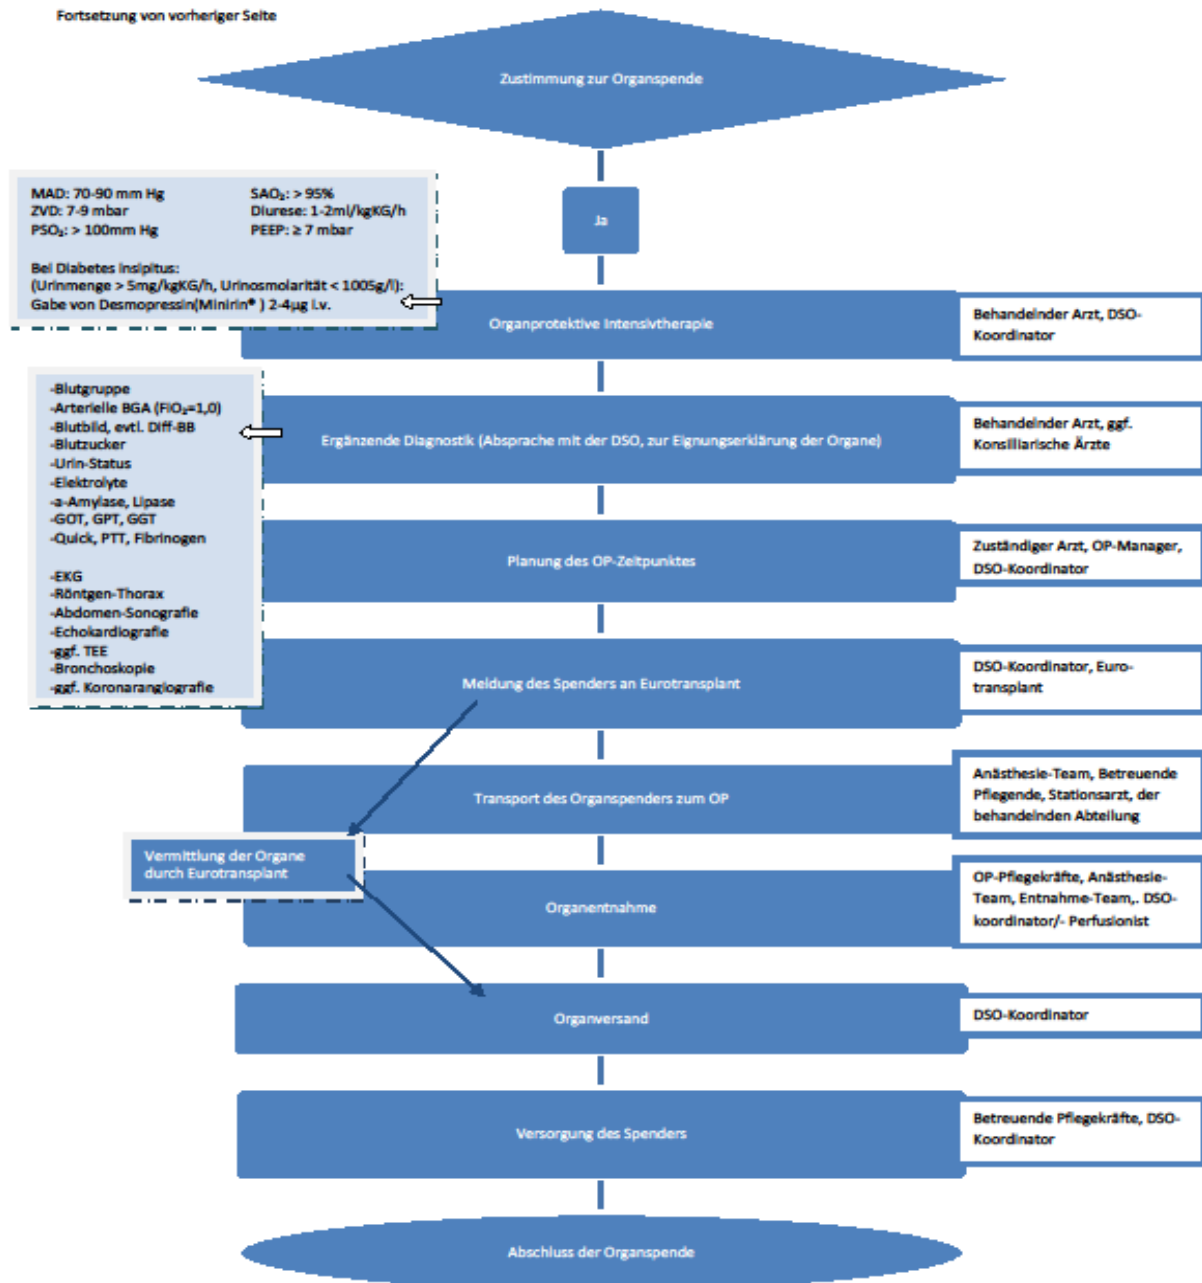 Fortsetzung von vorheriger Seite
Zustimmung zur Organspende
Ja
MAD: 70-90 mm Hg SAO₂: > 95%
ZVD: 7-9 mbar Diurese: 1-2ml/kgKG/h
PSO₂: > 100mm Hg PEEP: ≥ 7 mbar
Bei Diabetes insipitus:
(Urinmenge > 5mg/kgKG/h, Urinosmolarität < 1005g/l):
Gabe von Desmopressin(Minirin® ) 2-4µg i.v.
Organprotektive Intensivtherapie
Behandelnder Arzt, DSO-
Koordinator
-Blutgruppe
-Arterielle BGA (FiO₂=1,0)
-Blutbild, evtl. Diff-BB
-Blutzucker
-Urin-Status
-Elektrolyte
-a-Amylase, Lipase
-GOT, GPT, GGT
-Quick, PTT, Fibrinogen
-EKG
-Röntgen-Thorax
-Abdomen-Sonografie
-Echokardiografie
-ggf. TEE
-Bronchoskopie
-ggf. Koronarangiografie
Ergänzende Diagnostik (Absprache mit der DSO, zur Eignungserklärung der Organe)
Behandelnder Arzt, ggf.
Konsilliarische Ärzte
Planung des OP-Zeitpunktes
Zuständiger Arzt, OP-Manager,
DSO-Koordinator
Meldung des Spenders an Eurotransplant
DSO-Koordinator, Euro-
transplant
Transport des Organspenders zum OP
Anästhesie-Team, Betreuende
Pflegende, Stationsarzt, der
behandelnden Abteilung
Vermittlung der Organe
durch Eurotransplant
Organentnahme
OP-Pflegekräfte, Anästhesie-
Team, Entnahme-Team,. DSO-
koordinator/- Perfusionist
Organversand
DSO-Koordinator
Versorgung des Spenders
Betreuende Pflegekräfte, DSO-
Koordinator
Abschluss der Organspende